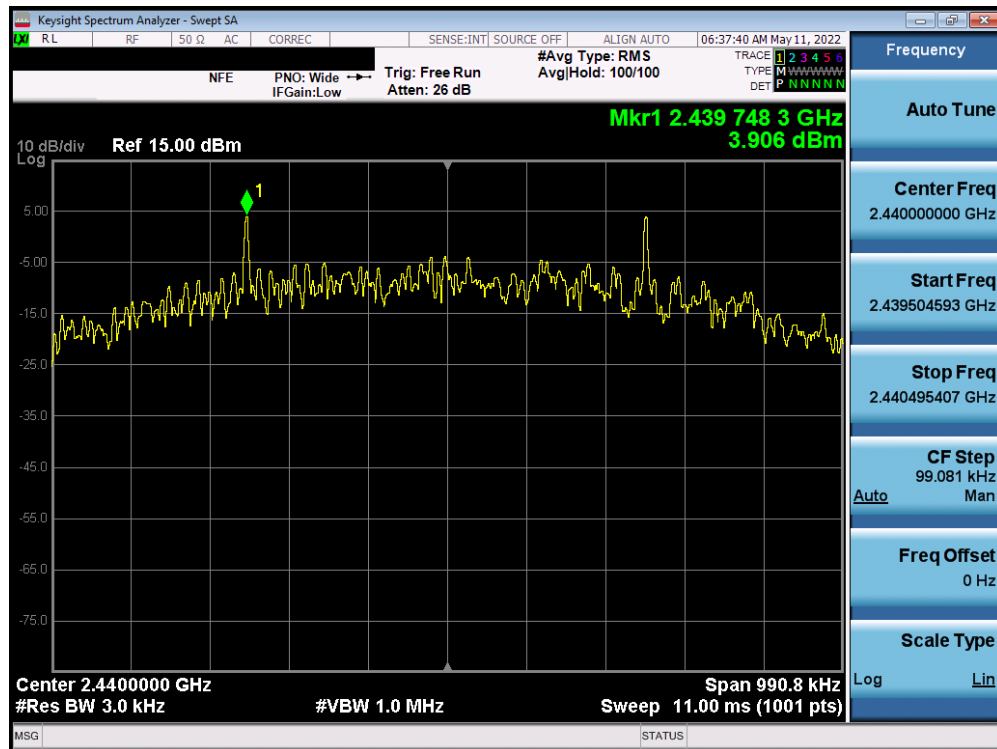 Keysight Spectrum Analyzer - Swept SA
LXI RL RF 50 Ω AC CORREC SENSE:INT SOURCE OFF ALIGN AUTO 06:37:40 AM May 11, 2022
NFE PNO: Wide Trig: Free Run #Avg Type: RMS TRACE 1 2 3 4 5 6
IFGain:Low Atten: 26 dB Avg|Hold: 100/100 TYPE M WWWWW
DET P N N N N N
Mkr1 2.439 748 3 GHz
3.906 dBm
10 dB/div Ref 15.00 dBm
Log
1
5.00
-5.00
-15.0
-25.0
-35.0
-45.0
-55.0
-65.0
-75.0
Center 2.4400000 GHz Span 990.8 kHz
#Res BW 3.0 kHz #VBW 1.0 MHz Sweep 11.00 ms (1001 pts)
MSG STATUS
Frequency
Auto Tune
Center Freq
2.440000000 GHz
Start Freq
2.439504593 GHz
Stop Freq
2.440495407 GHz
CF Step
99.081 kHz
Auto Man
Freq Offset
0 Hz
Scale Type
Log Lin